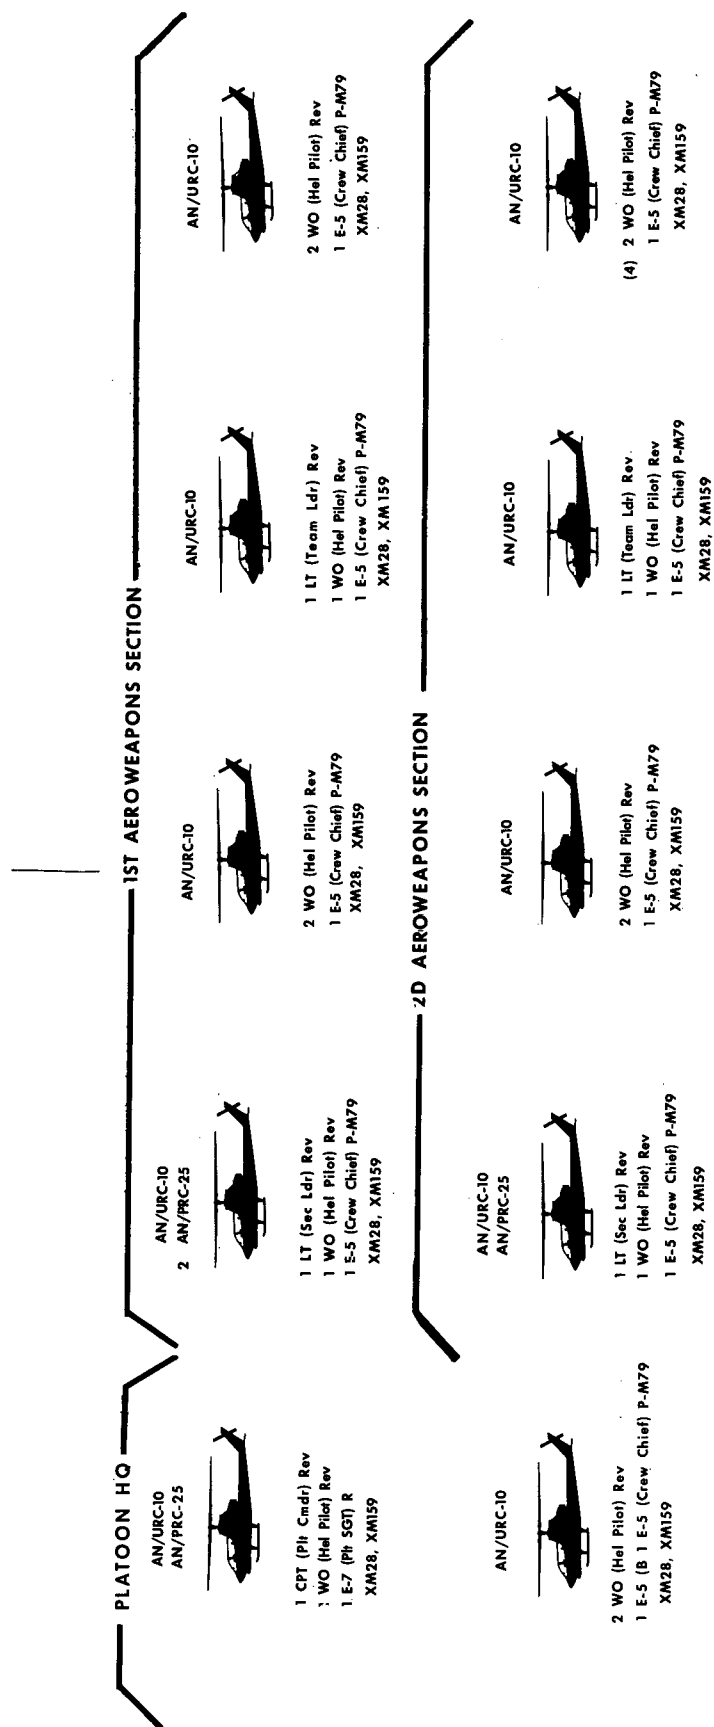 PLATOON HQ
AN/URC-10
AN/PRC-25
1 CPT (Plt Cmdr) Rev
1 WO (Hel Pilot) Rev
1 E-7 (Plt SGT) R
XM28, XM159
AN/URC-10
2 WO (Hel Pilot) Rev
1 E-5 (B 1 E-5 (Crew Chief) P-M79
XM28, XM159
1ST AEROWEAPONS SECTION
AN/URC-10
2 AN/PRC-25
1 LT (Sec Ldr) Rev
1 WO (Hel Pilot) Rev
1 E-5 (Crew Chief) P-M79
XM28, XM159
AN/URC-10
2 WO (Hel Pilot) Rev
1 E-5 (Crew Chief) P-M79
XM28, XM159
AN/URC-10
1 LT (Team Ldr) Rev
1 WO (Hel Pilot) Rev
1 E-5 (Crew Chief) P-M79
XM28, XM159
AN/URC-10
2 WO (Hel Pilot) Rev
1 E-5 (Crew Chief) P-M79
XM28, XM159
2D AEROWEAPONS SECTION
AN/URC-10
AN/PRC-25
1 LT (Sec Ldr) Rev
1 WO (Hel Pilot) Rev
1 E-5 (Crew Chief) P-M79
XM28, XM159
AN/URC-10
2 WO (Hel Pilot) Rev
1 E-5 (Crew Chief) P-M79
XM28, XM159
AN/URC-10
1 LT (Team Ldr) Rev
1 WO (Hel Pilot) Rev
1 E-5 (Crew Chief) P-M79
XM28, XM159
AN/URC-10
(4) 2 WO (Hel Pilot) Rev
1 E-5 (Crew Chief) P-M79
XM28, XM159